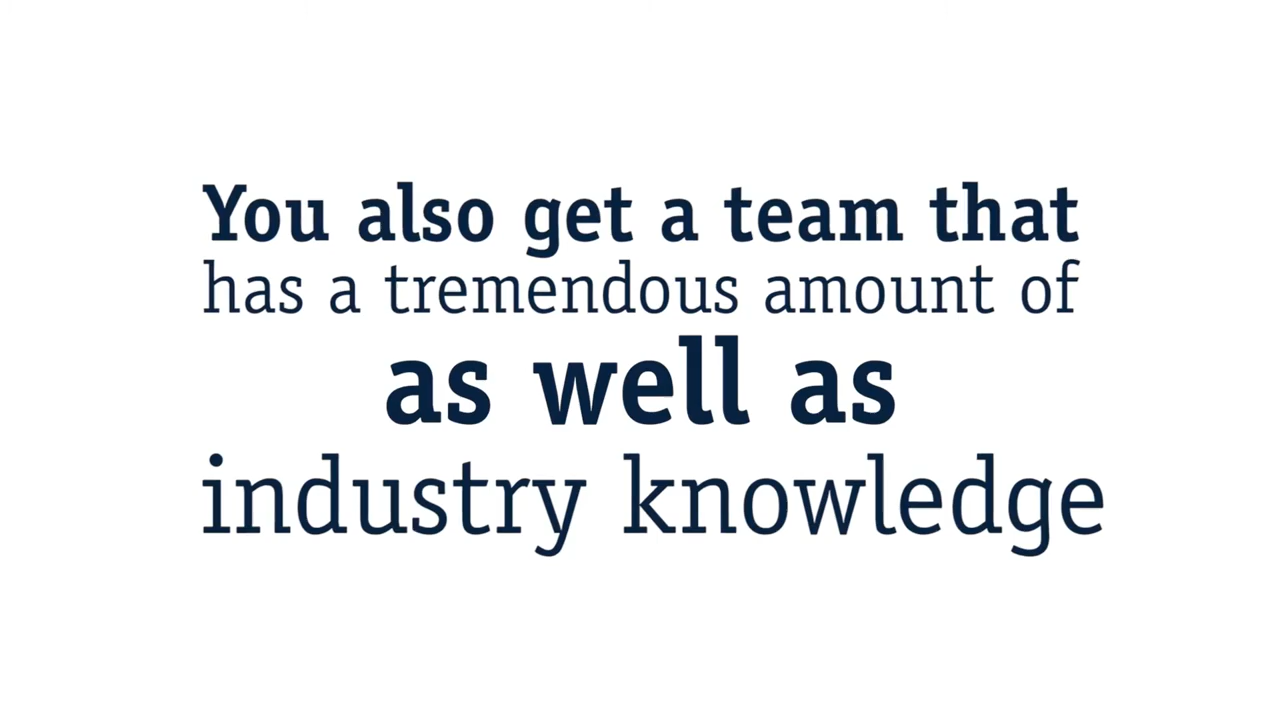 You also get a team that
has a tremendous amount of
as well as
industry knowledge